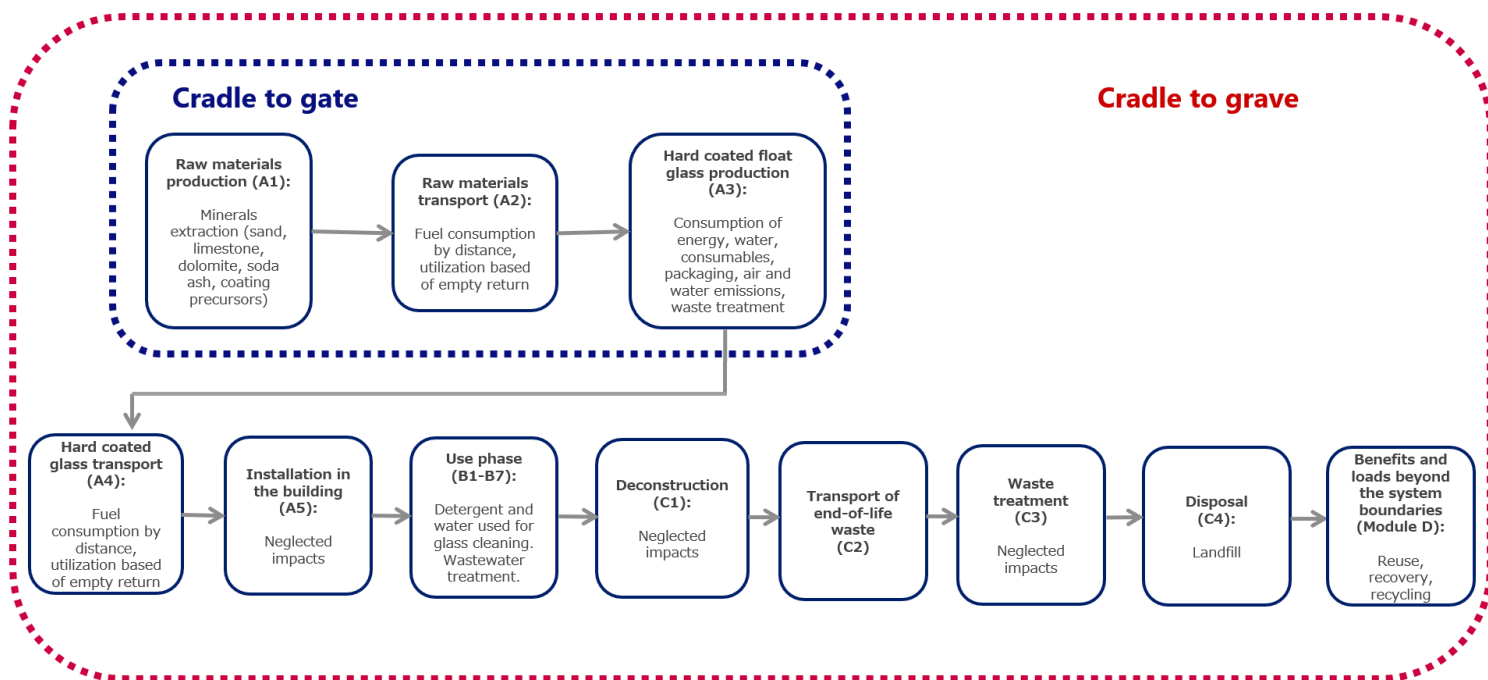 Cradle to gate
Cradle to grave
Raw materials
production (A1):
Minerals
extraction (sand,
limestone,
dolomite, soda
ash, coating
precursors)
Raw materials
transport (A2):
Fuel consumption
by distance,
utilization based
of empty return
Hard coated float
glass production
(A3):
Consumption of
energy, water,
consumables,
packaging, air and
water emissions,
waste treatment
Hard coated
glass transport
(A4):
Fuel
consumption by
distance,
utilization based
of empty return
Installation in
the building
(A5):
Neglected
impacts
Use phase
(B1-B7):
Detergent and
water used for
glass cleaning.
Wastewater
treatment.
Deconstruction
(C1):
Neglected
impacts
Transport of
end-of-life
waste
(C2)
Waste
treatment
(C3)
Neglected
impacts
Disposal
(C4):
Landfill
Benefits and
loads beyond
the system
boundaries
(Module D):
Reuse,
recovery,
recycling